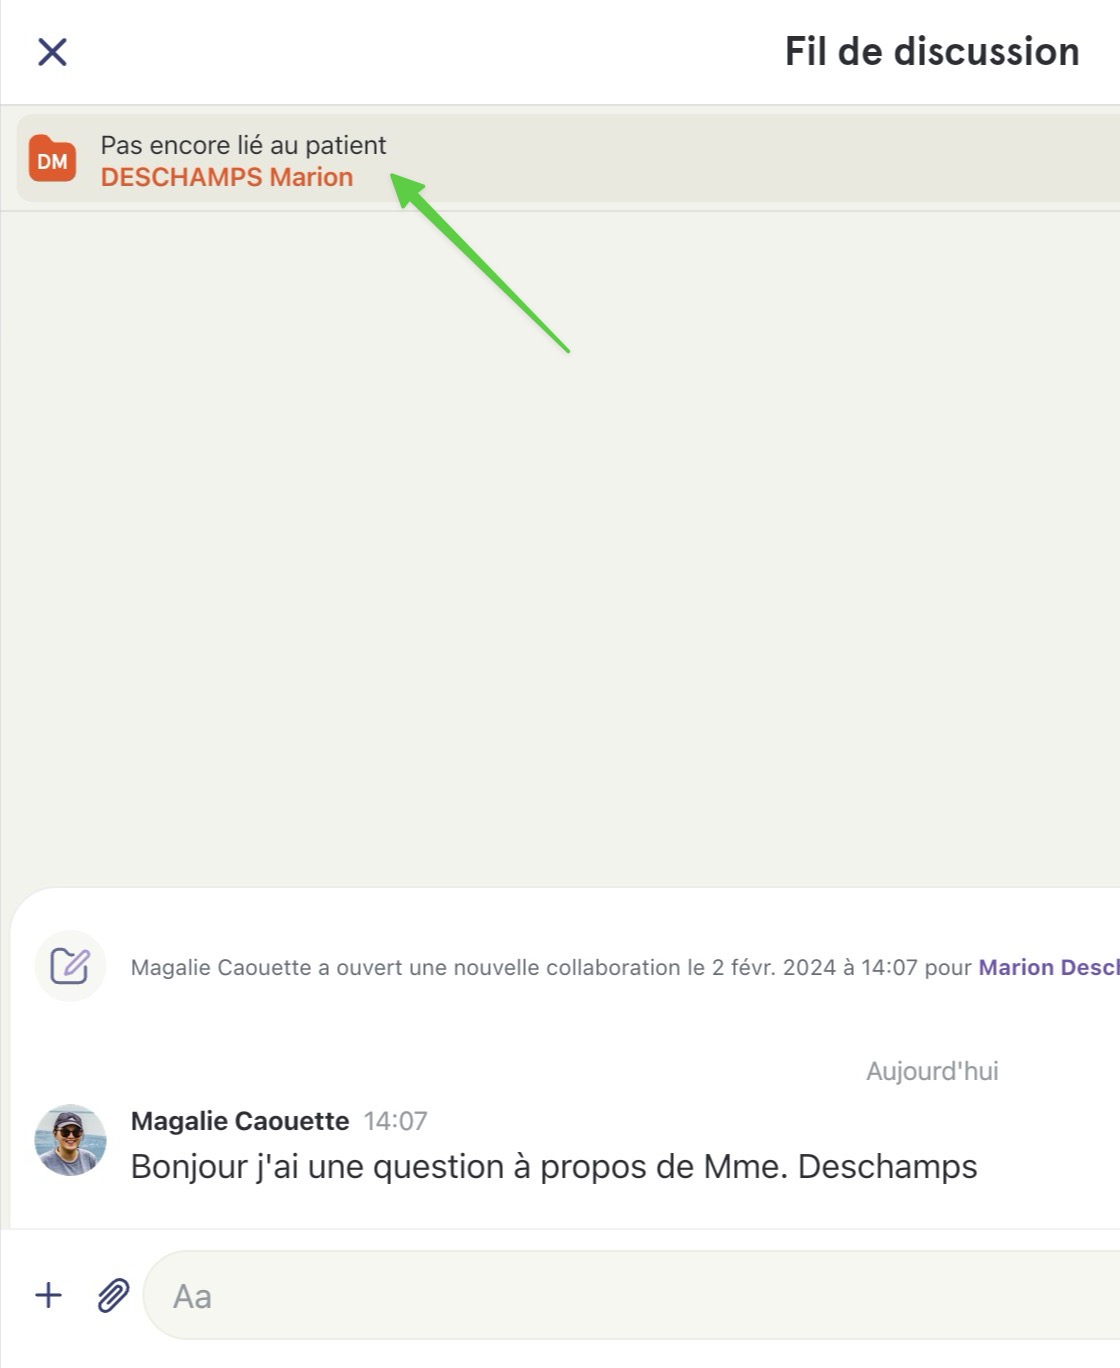 Fil de discussion
DM
Pas encore lié au patient
DESCHAMPS Marion
Magalie Caouette a ouvert une nouvelle collaboration le 2 févr. 2024 à 14:07 pour Marion Desch
Aujourd'hui
Magalie Caouette 14:07
Bonjour j'ai une question à propos de Mme. Deschamps
Aa